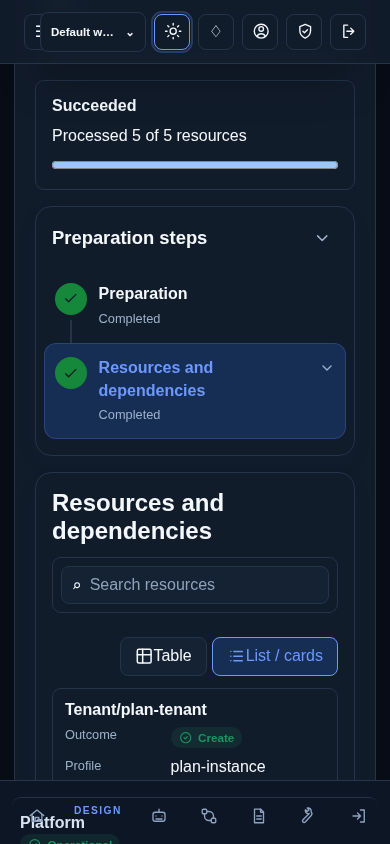 Default w...
Succeeded
Processed 5 of 5 resources
Preparation steps
Preparation
Completed
Resources and
dependencies
Completed
Resources and
dependencies
Search resources
Table
List / cards
Tenant/plan-tenant
Outcome
Create
Profile
plan-instance
DESIGN
Platform
Operational